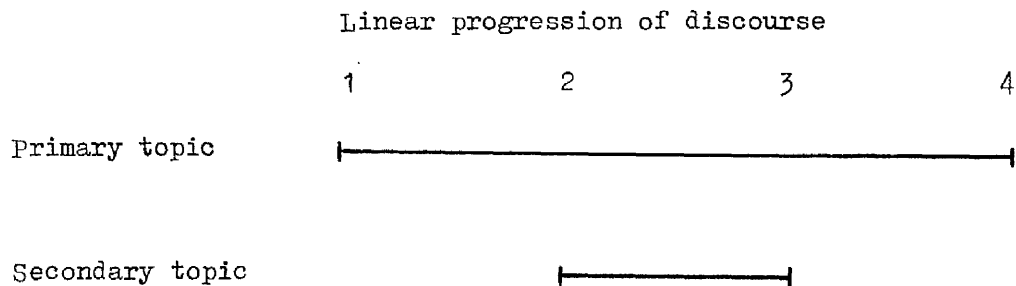 Linear progression of discourse
1 2 3 4
Primary topic
Secondary topic